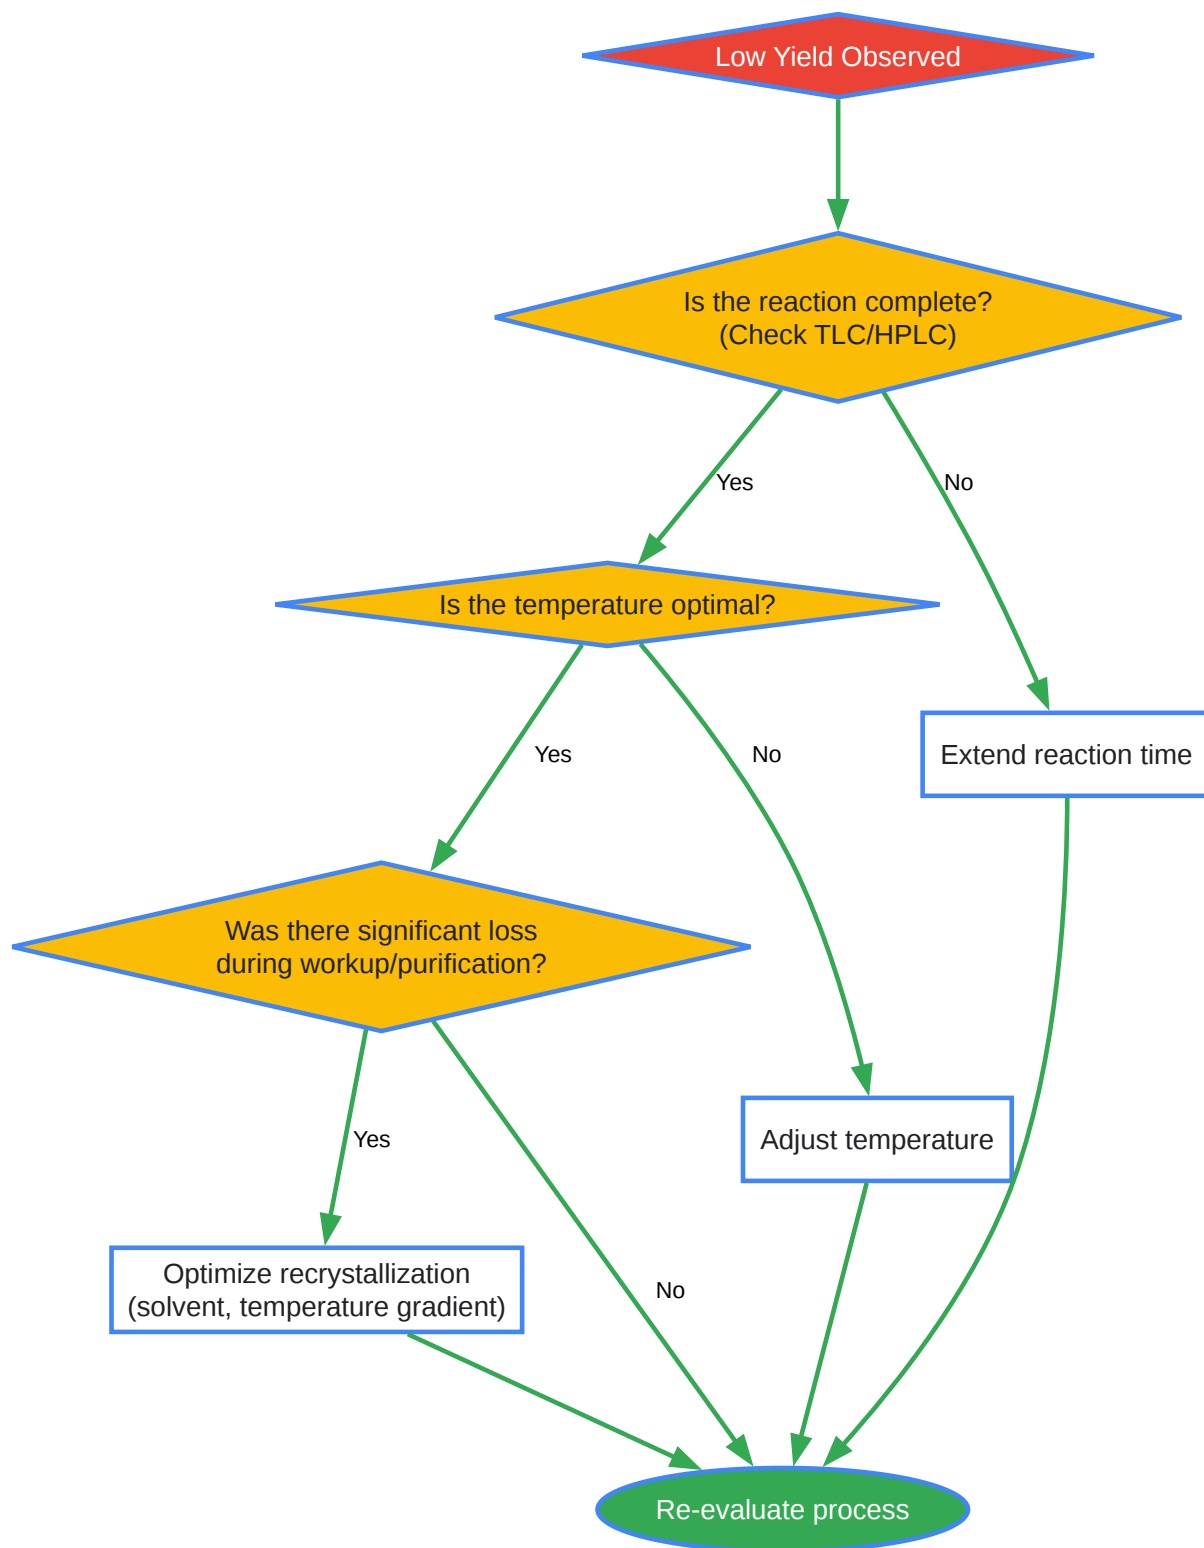 Low Yield Observed
Is the reaction complete?
(Check TLC/HPLC)
Yes
No
Is the temperature optimal?
Yes
No
Extend reaction time
Was there significant loss
during workup/purification?
Yes
Adjust temperature
Optimize recrystallization
(solvent, temperature gradient)
No
Re-evaluate process